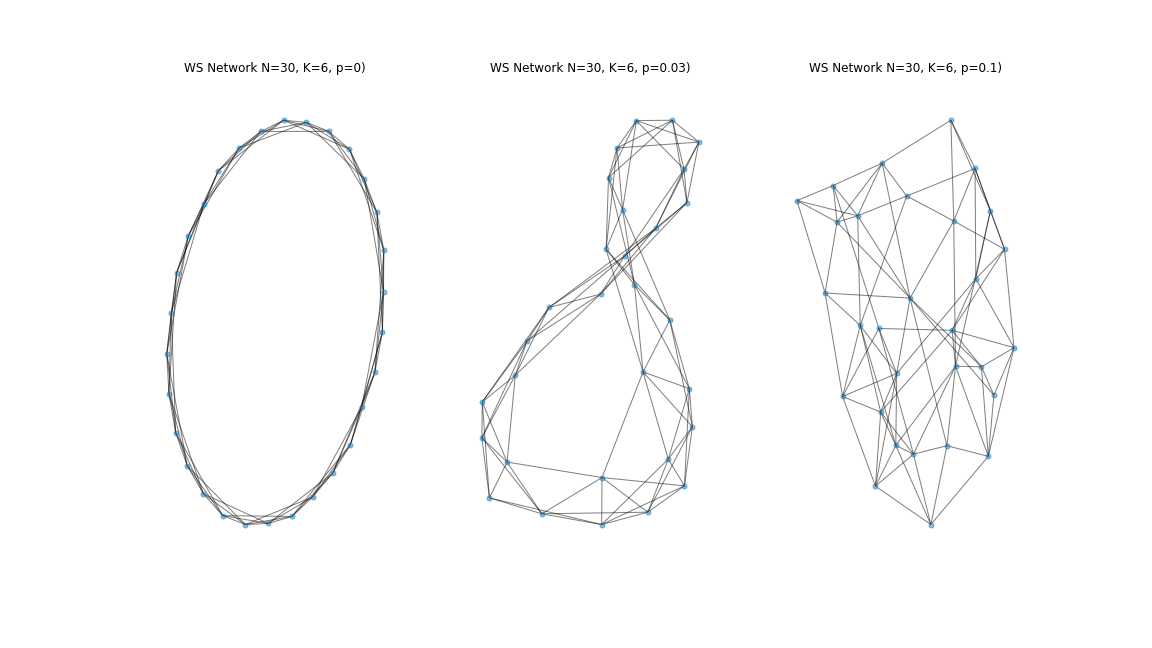 WS Network N=30, K=6, p=0)
WS Network N=30, K=6, p=0.03)
WS Network N=30, K=6, p=0.1)